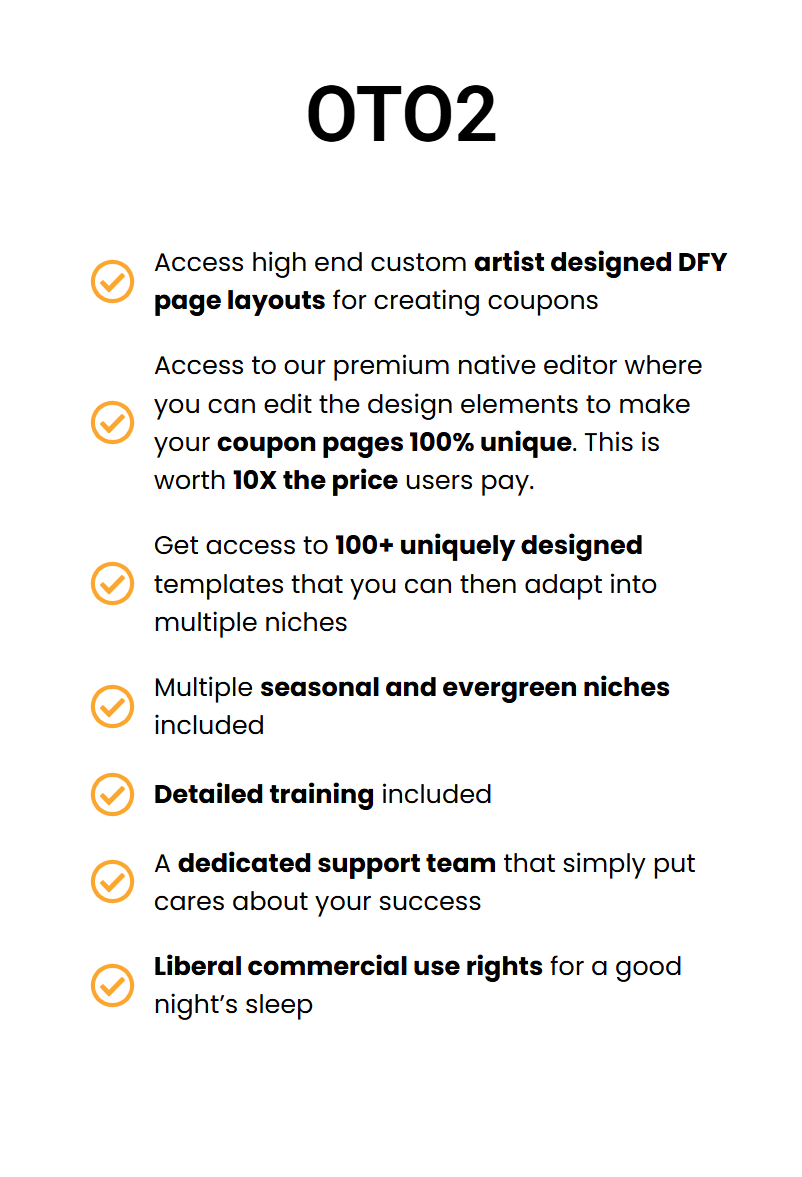 OTO2
Access high end custom artist designed DFY
page layouts for creating coupons
Access to our premium native editor where
you can edit the design elements to make
your coupon pages 100% unique. This is
worth 10X the price users pay.
Get access to 100+ uniquely designed
templates that you can then adapt into
multiple niches
Multiple seasonal and evergreen niches
included
Detailed training included
A dedicated support team that simply put
cares about your success
Liberal commercial use rights for a good
night’s sleep